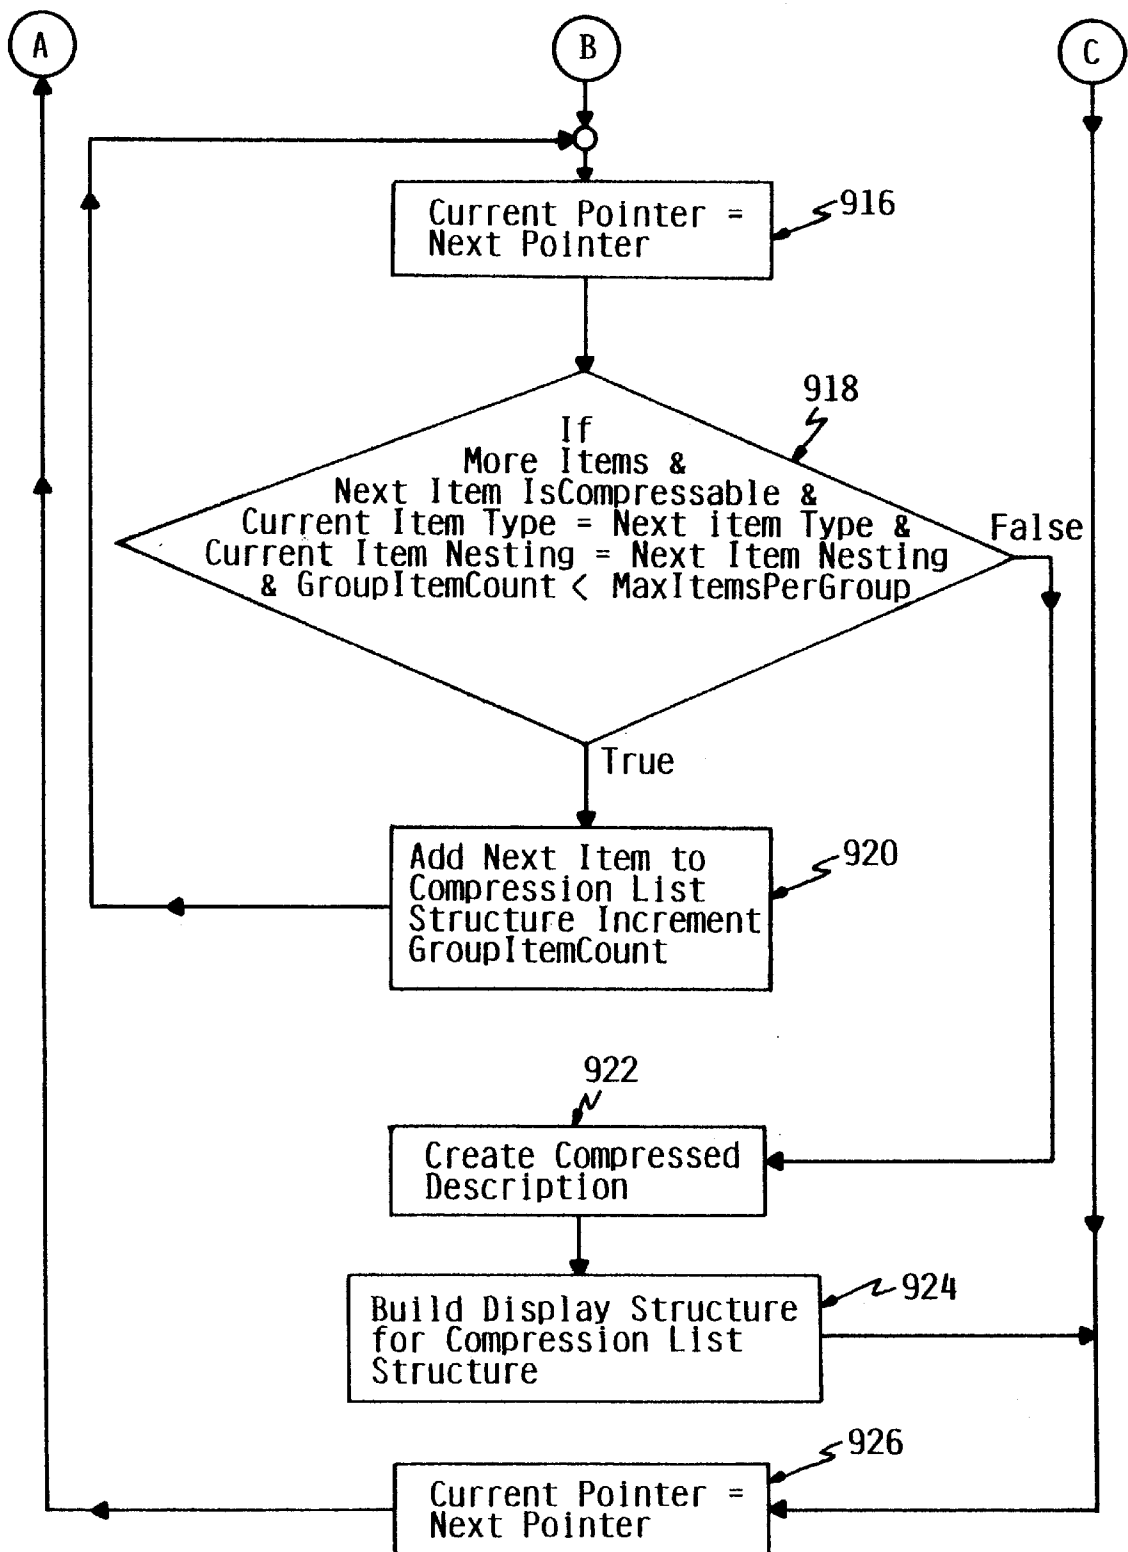 A
B
C
Current Pointer =
Next Pointer
916
918
If
More Items &
Next Item IsCompressable &
Current Item Type = Next item Type &
Current Item Nesting = Next Item Nesting
& GroupItemCount < MaxItemsPerGroup
False
True
Add Next Item to
Compression List
Structure Increment
GroupItemCount
920
922
Create Compressed
Description
Build Display Structure
for Compression List
Structure
924
926
Current Pointer =
Next Pointer